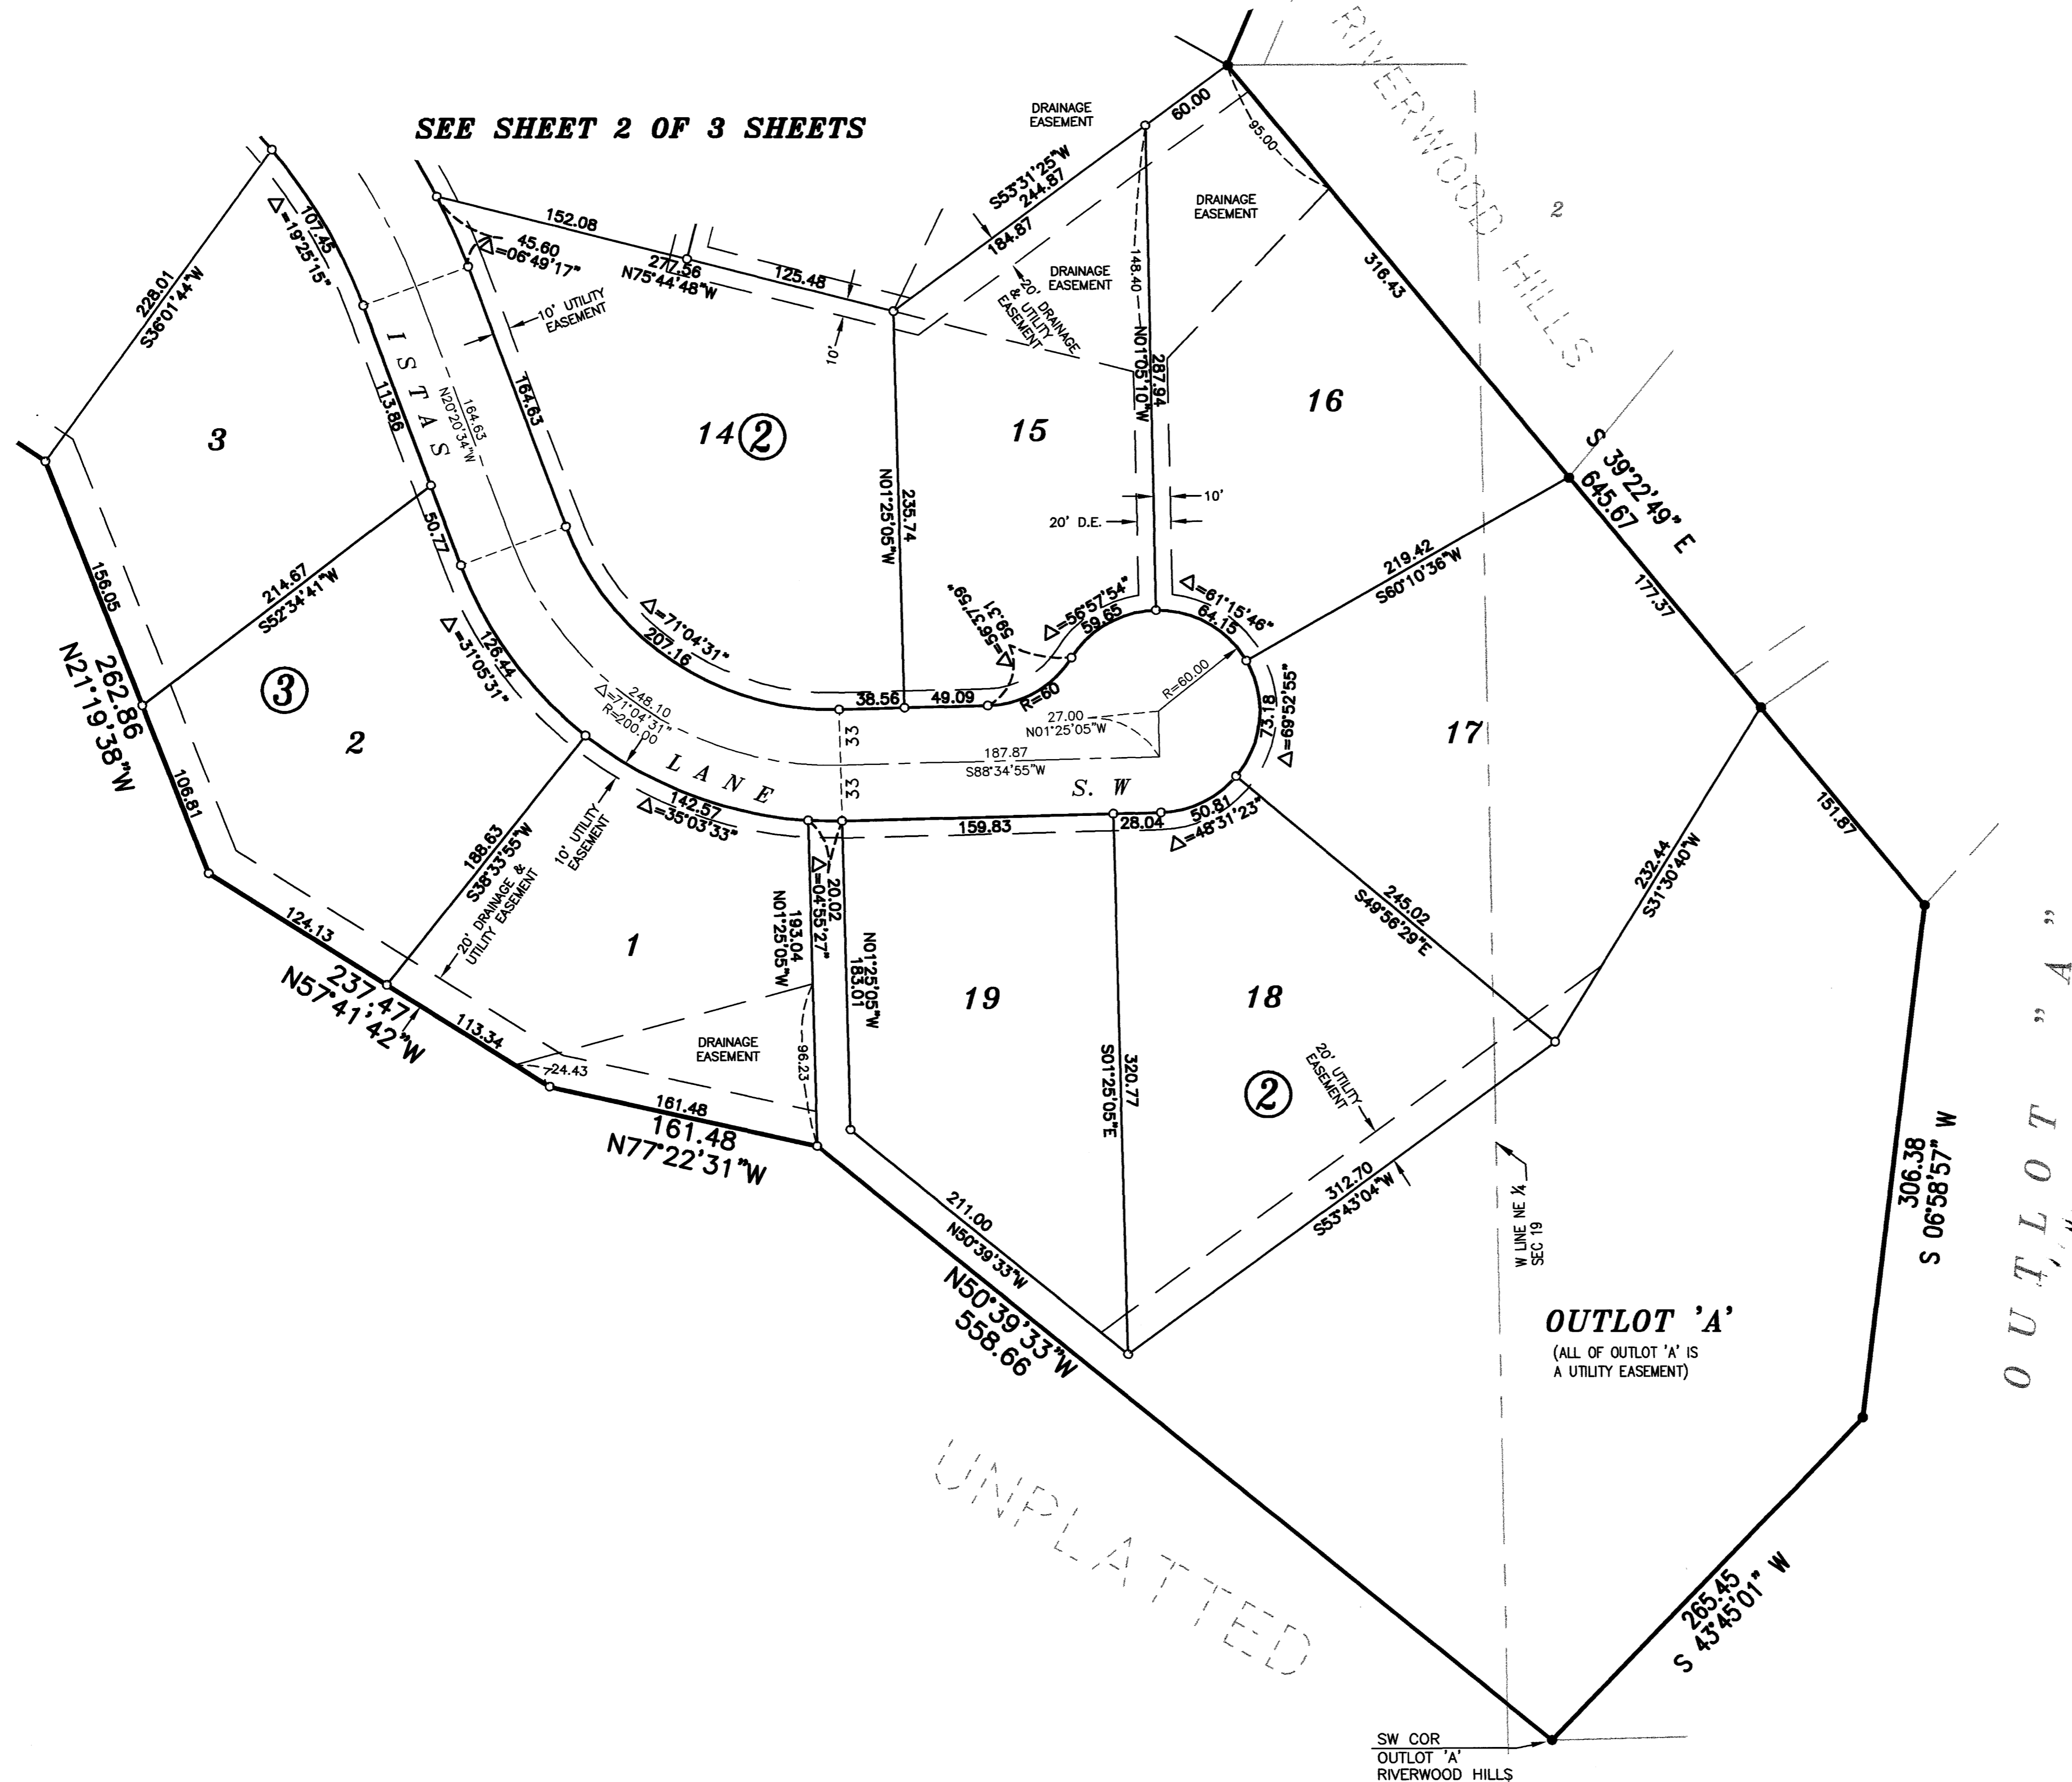 SEE SHEET 2 OF 3 SHEETS
RIVERWOOD HILLS
2
DRAINAGE
EASEMENT
60.00
95.00
S53°31'25"W
244.87
184.87
DRAINAGE
EASEMENT
DRAINAGE
EASEMENT
20' DRAINAGE
& UTILITY
EASEMENT
107.45
Δ=19°25'15"
152.08
45.60
Δ=06°49'17"
277.56
N75°44'48"W
125.48
10'
10' UTILITY
EASEMENT
228.01
S36°01'44"W
3
113.86
ISTAS
164.63
N20°20'34"W
164.63
14
2
15
148.40
N01°05'10"W
287.94
16
316.43
S 39°22'49" E
645.67
235.74
N01°25'05"W
10'
20' D.E.
50.77
214.67
S52°34'41"W
156.05
262.86
N21°19'38"W
106.81
3
2
126.44
Δ=31°05'31"
Δ=71°04'31"
207.16
248.10
Δ=71°04'31"
R=200.00
38.56
49.09
59.31
Δ=56°37'59"
R=60
Δ=56°57'54"
59.65
Δ=61°15'46"
64.15
219.42
S60°10'36"W
177.37
R=60.00
27.00
N01°25'05"W
73.18
Δ=69°52'55"
17
33
33
187.87
S88°34'55"W
LANE
S. W
142.57
Δ=35°03'33"
159.83
28.04
50.81
Δ=48°31'23"
151.87
188.63
S38°33'55"W
10' UTILITY
EASEMENT
20' DRAINAGE &
UTILITY EASEMENT
124.13
237.47
N57°41'42"W
113.34
1
20.02
Δ=04°55'27"
193.04
N01°25'05"W
N01°25'05"W
183.01
19
18
245.02
S49°56'29"E
232.44
S31°30'40"W
DRAINAGE
EASEMENT
96.23
24.43
161.48
161.48
N77°22'31"W
320.77
S01°25'05"E
2
20' UTILITY
EASEMENT
312.70
S53°43'04"W
211.00
N50°39'33"W
N50°39'33"W
558.66
W LINE NE ¼
SEC 19
306.38
S 06°58'57" W
OUTLOT "A"
OUTLOT 'A'
(ALL OF OUTLOT 'A' IS
A UTILITY EASEMENT)
UNPLATTED
265.45
S 43°45'01" W
SW COR
OUTLOT 'A'
RIVERWOOD HILLS